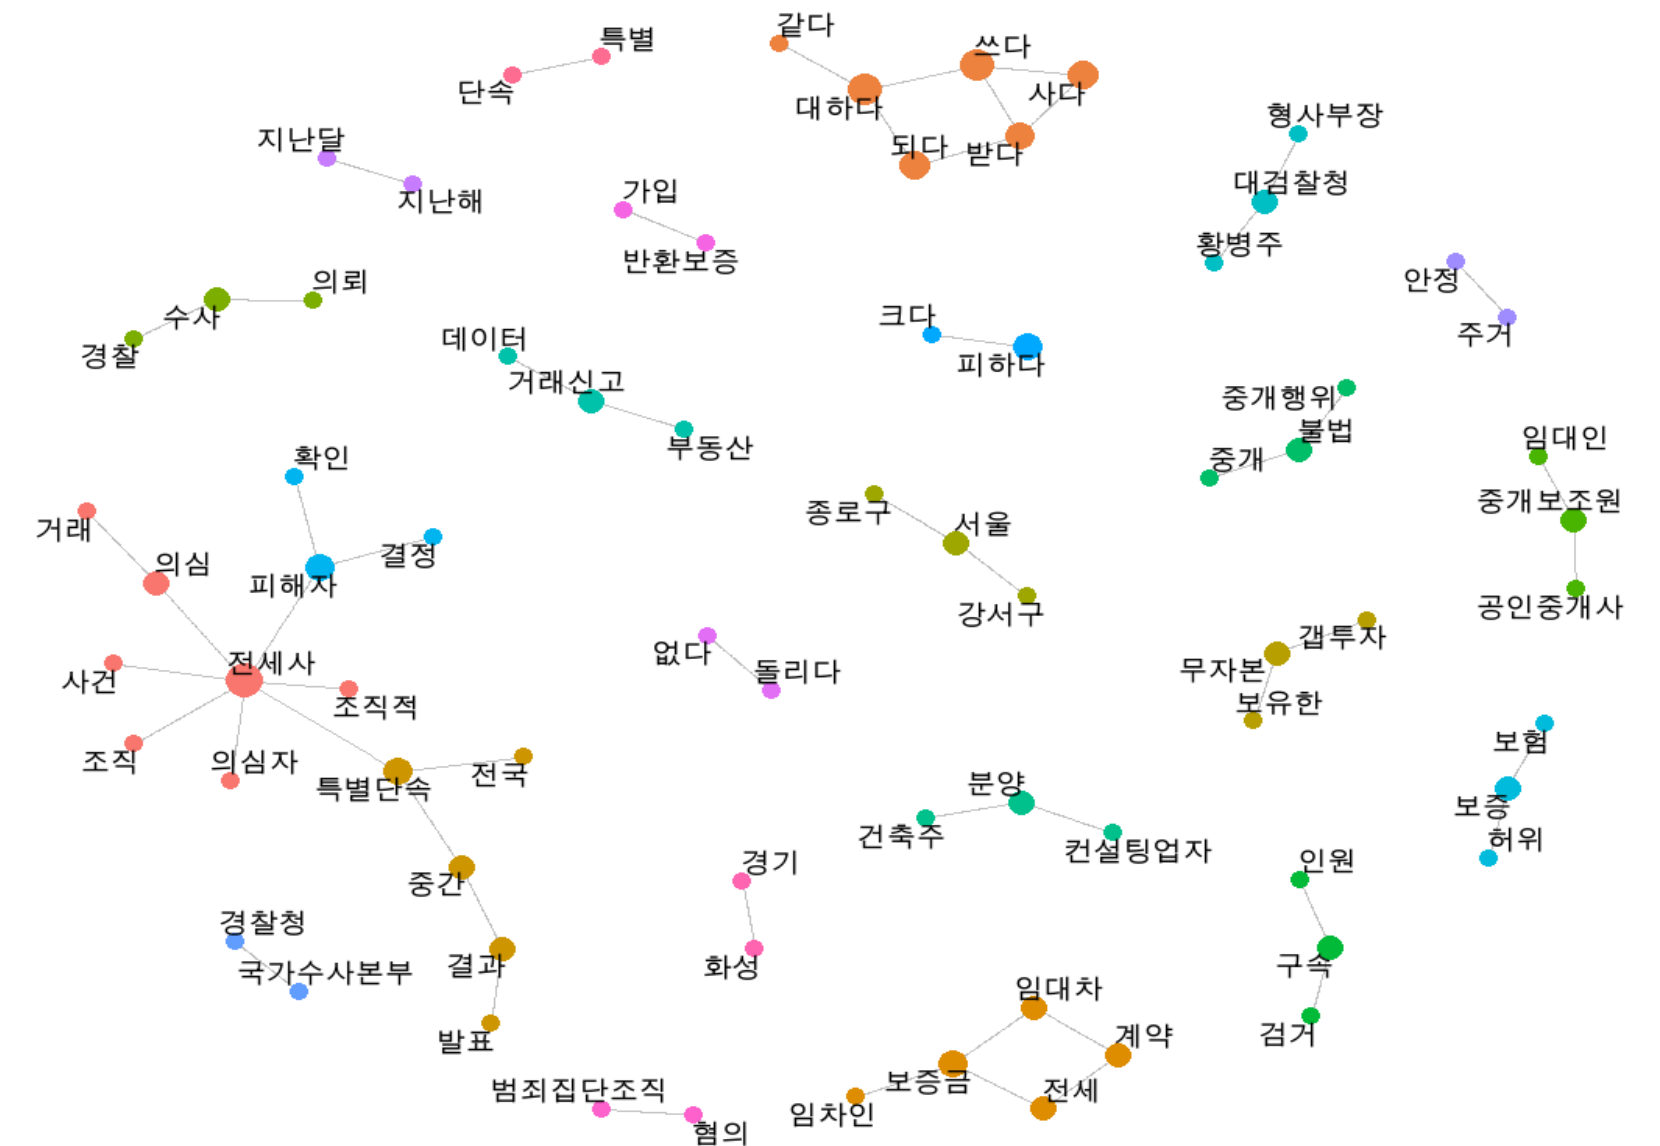 같다
특별
쓰다
단속
사다
대하다
형사부장
지난달
되다
받다
가입
대검찰청
지난해
황병주
반환보증
의뢰
안정
수사
크다
주거
데이터
경찰
피하다
거래신고
중개행위
불법
임대인
부동산
확인
중개
중개보조원
종로구
서울
거래
결정
의심
피해자
강서구
공인중개사
갭투자
없다
전세사
무자본
돌리다
사건
보유한
조직적
보험
조직
의심자
전국
분양
특별단속
보증
건축주
허위
컨설팅업자
경기
인원
중간
경찰청
결과
구속
화성
국가수사본부
임대차
발표
검거
계약
보증금
범죄집단조직
전세
임차인
혐의